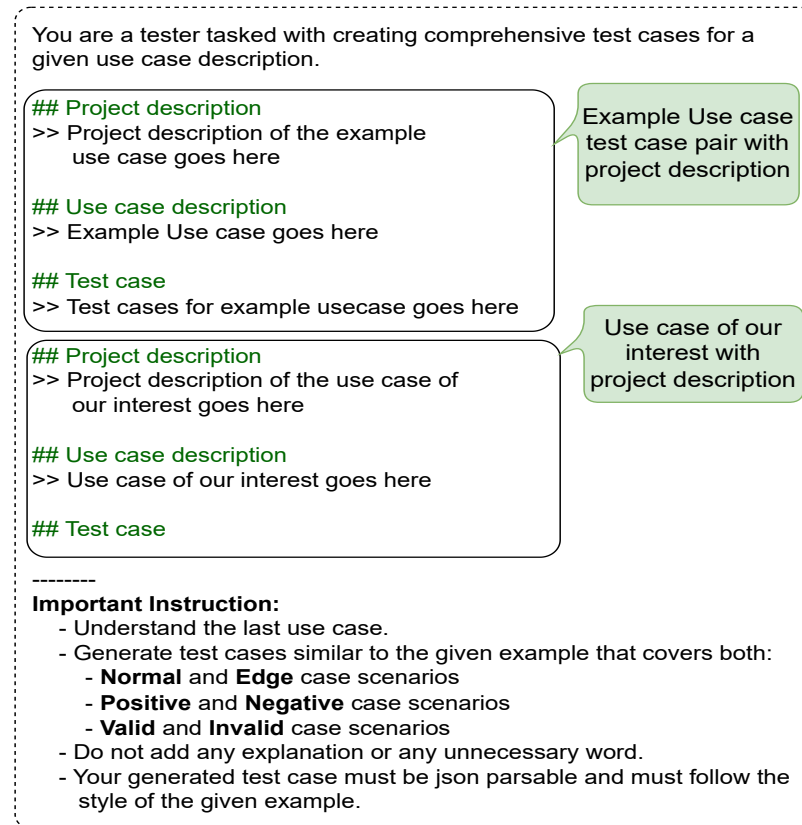 You are a tester tasked with creating comprehensive test cases for a
given use case description.
## Project description
>> Project description of the example
use case goes here
## Use case description
>> Example Use case goes here
## Test case
>> Test cases for example usecase goes here
Example Use case
test case pair with
project description
## Project description
>> Project description of the use case of
our interest goes here
## Use case description
>> Use case of our interest goes here
## Test case
Use case of our
interest with
project description
--------
Important Instruction:
- Understand the last use case.
- Generate test cases similar to the given example that covers both:
- Normal and Edge case scenarios
- Positive and Negative case scenarios
- Valid and Invalid case scenarios
- Do not add any explanation or any unnecessary word.
- Your generated test case must be json parsable and must follow the
style of the given example.